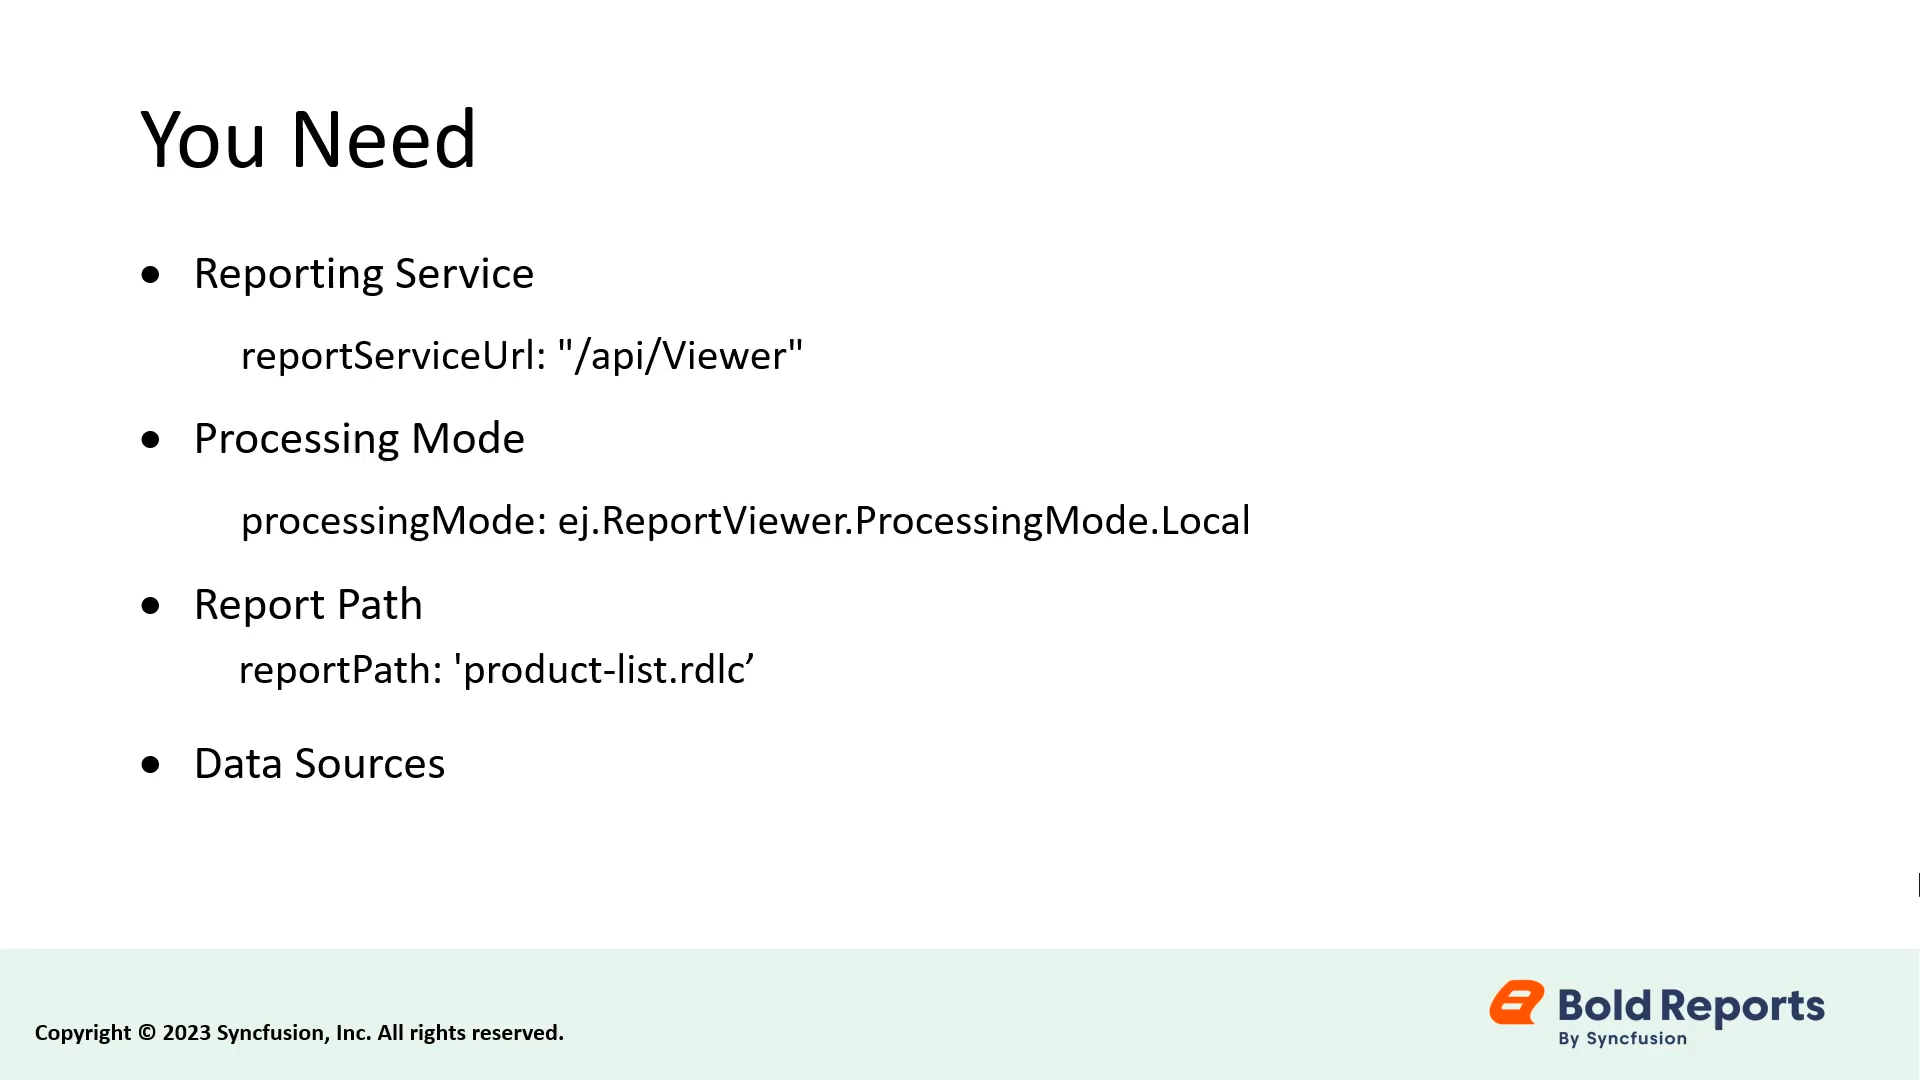 You Need
● Reporting Service
reportServiceUrl: "/api/Viewer"
● Processing Mode
processingMode: ej.ReportViewer.ProcessingMode.Local
● Report Path
reportPath: 'product-list.rdlc’
● Data Sources
Copyright © 2023 Syncfusion, Inc. All rights reserved.
Bold Reports
By Syncfusion